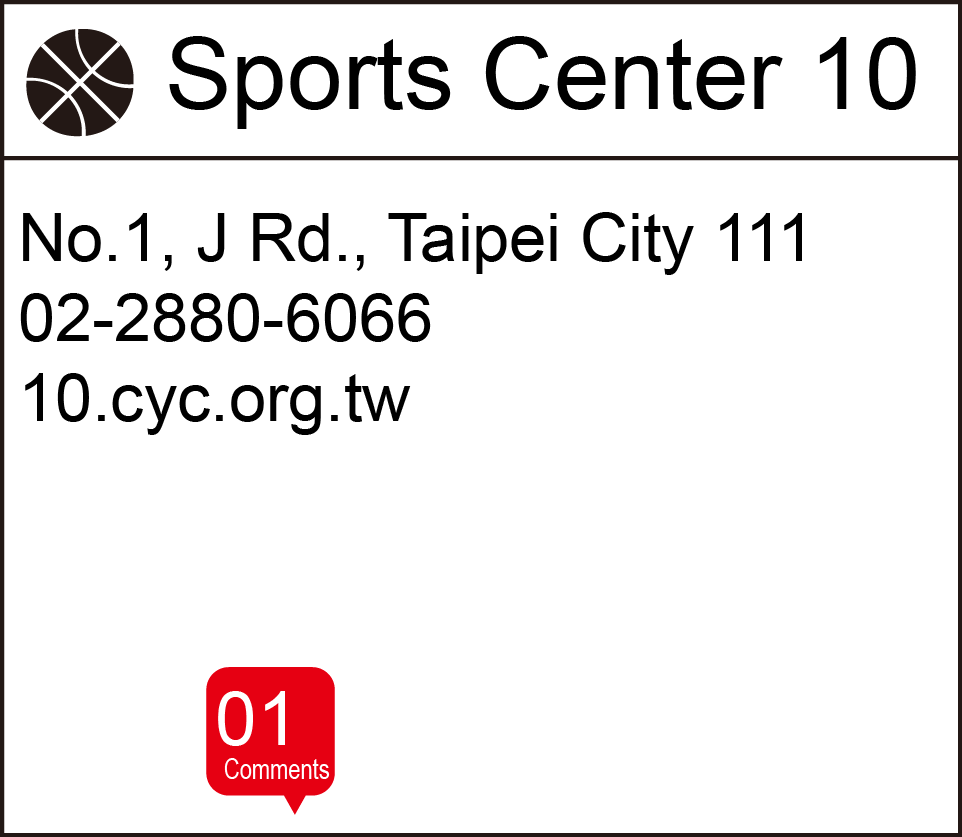 Sports Center 10
No.1, J Rd., Taipei City 111
02-2880-6066
10.cyc.org.tw
01
Comments